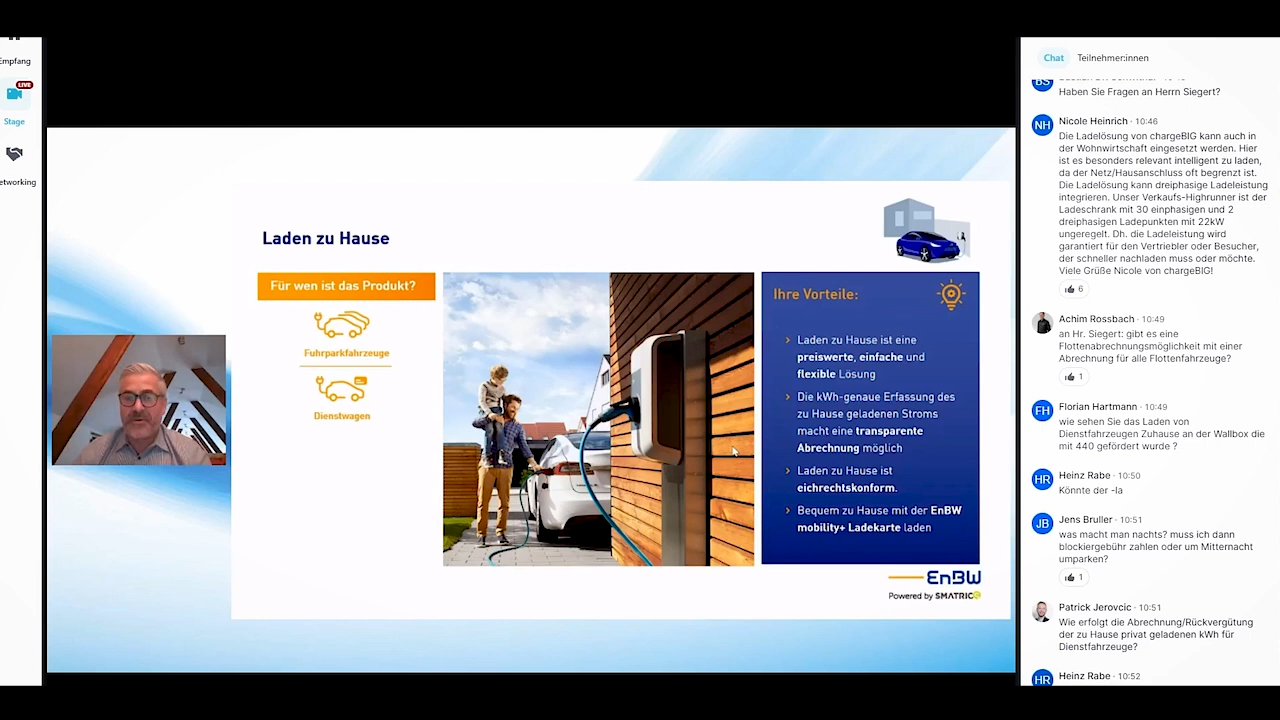 Empfang
LIVE
Stage
etworking
Laden zu Hause
Für wen ist das Produkt?
Fuhrparkfahrzeuge
Dienstwagen
Ihre Vorteile:
Laden zu Hause ist eine
preiswerte, einfache und
flexible Lösung
Die kWh-genaue Erfassung des
zu Hause geladenen Stroms
macht eine transparente
Abrechnung möglich
Laden zu Hause ist
eichrechtskonform.
Bequem zu Hause mit der EnBW
mobility+ Ladekarte laden
EnBW
Powered by SMATRICS
Chat
Teilnehmer:innen
BS
Haben Sie Fragen an Herrn Siegert?
NH
Nicole Heinrich · 10:46
Die Ladelösung von chargeBIG kann auch in
der Wohnwirtschaft eingesetzt werden. Hier
ist es besonders relevant intelligent zu laden,
da der Netz/Hausanschluss oft begrenzt ist.
Die Ladelösung kann dreiphasige Ladeleistung
integrieren. Unser Verkaufs-Highrunner ist der
Ladeschrank mit 30 einphasigen und 2
dreiphasigen Ladepunkten mit 22kW
ungeregelt. Dh. die Ladeleistung wird
garantiert für den Vertriebler oder Besucher,
der schneller nachladen muss oder möchte.
Viele Grüße Nicole von chargeBIG!
6
Achim Rossbach · 10:49
an Hr. Siegert: gibt es eine
Flottenabrechnungsmöglichkeit mit einer
Abrechnung für alle Flottenfahrzeuge?
1
FH
Florian Hartmann · 10:49
wie sehen Sie das Laden von
Dienstfahrzeugen Zuhause an der Wallbox die
mit 440 gefördert wurde ?
HR
Heinz Rabe · 10:50
Könnte der -la
JB
Jens Bruller · 10:51
was macht man nachts? muss ich dann
blockiergebühr zahlen oder um Mitternacht
umparken?
1
Patrick Jerovcic · 10:51
Wie erfolgt die Abrechnung/Rückvergütung
der zu Hause privat geladenen kWh für
Dienstfahrzeuge?
HR
Heinz Rabe · 10:52